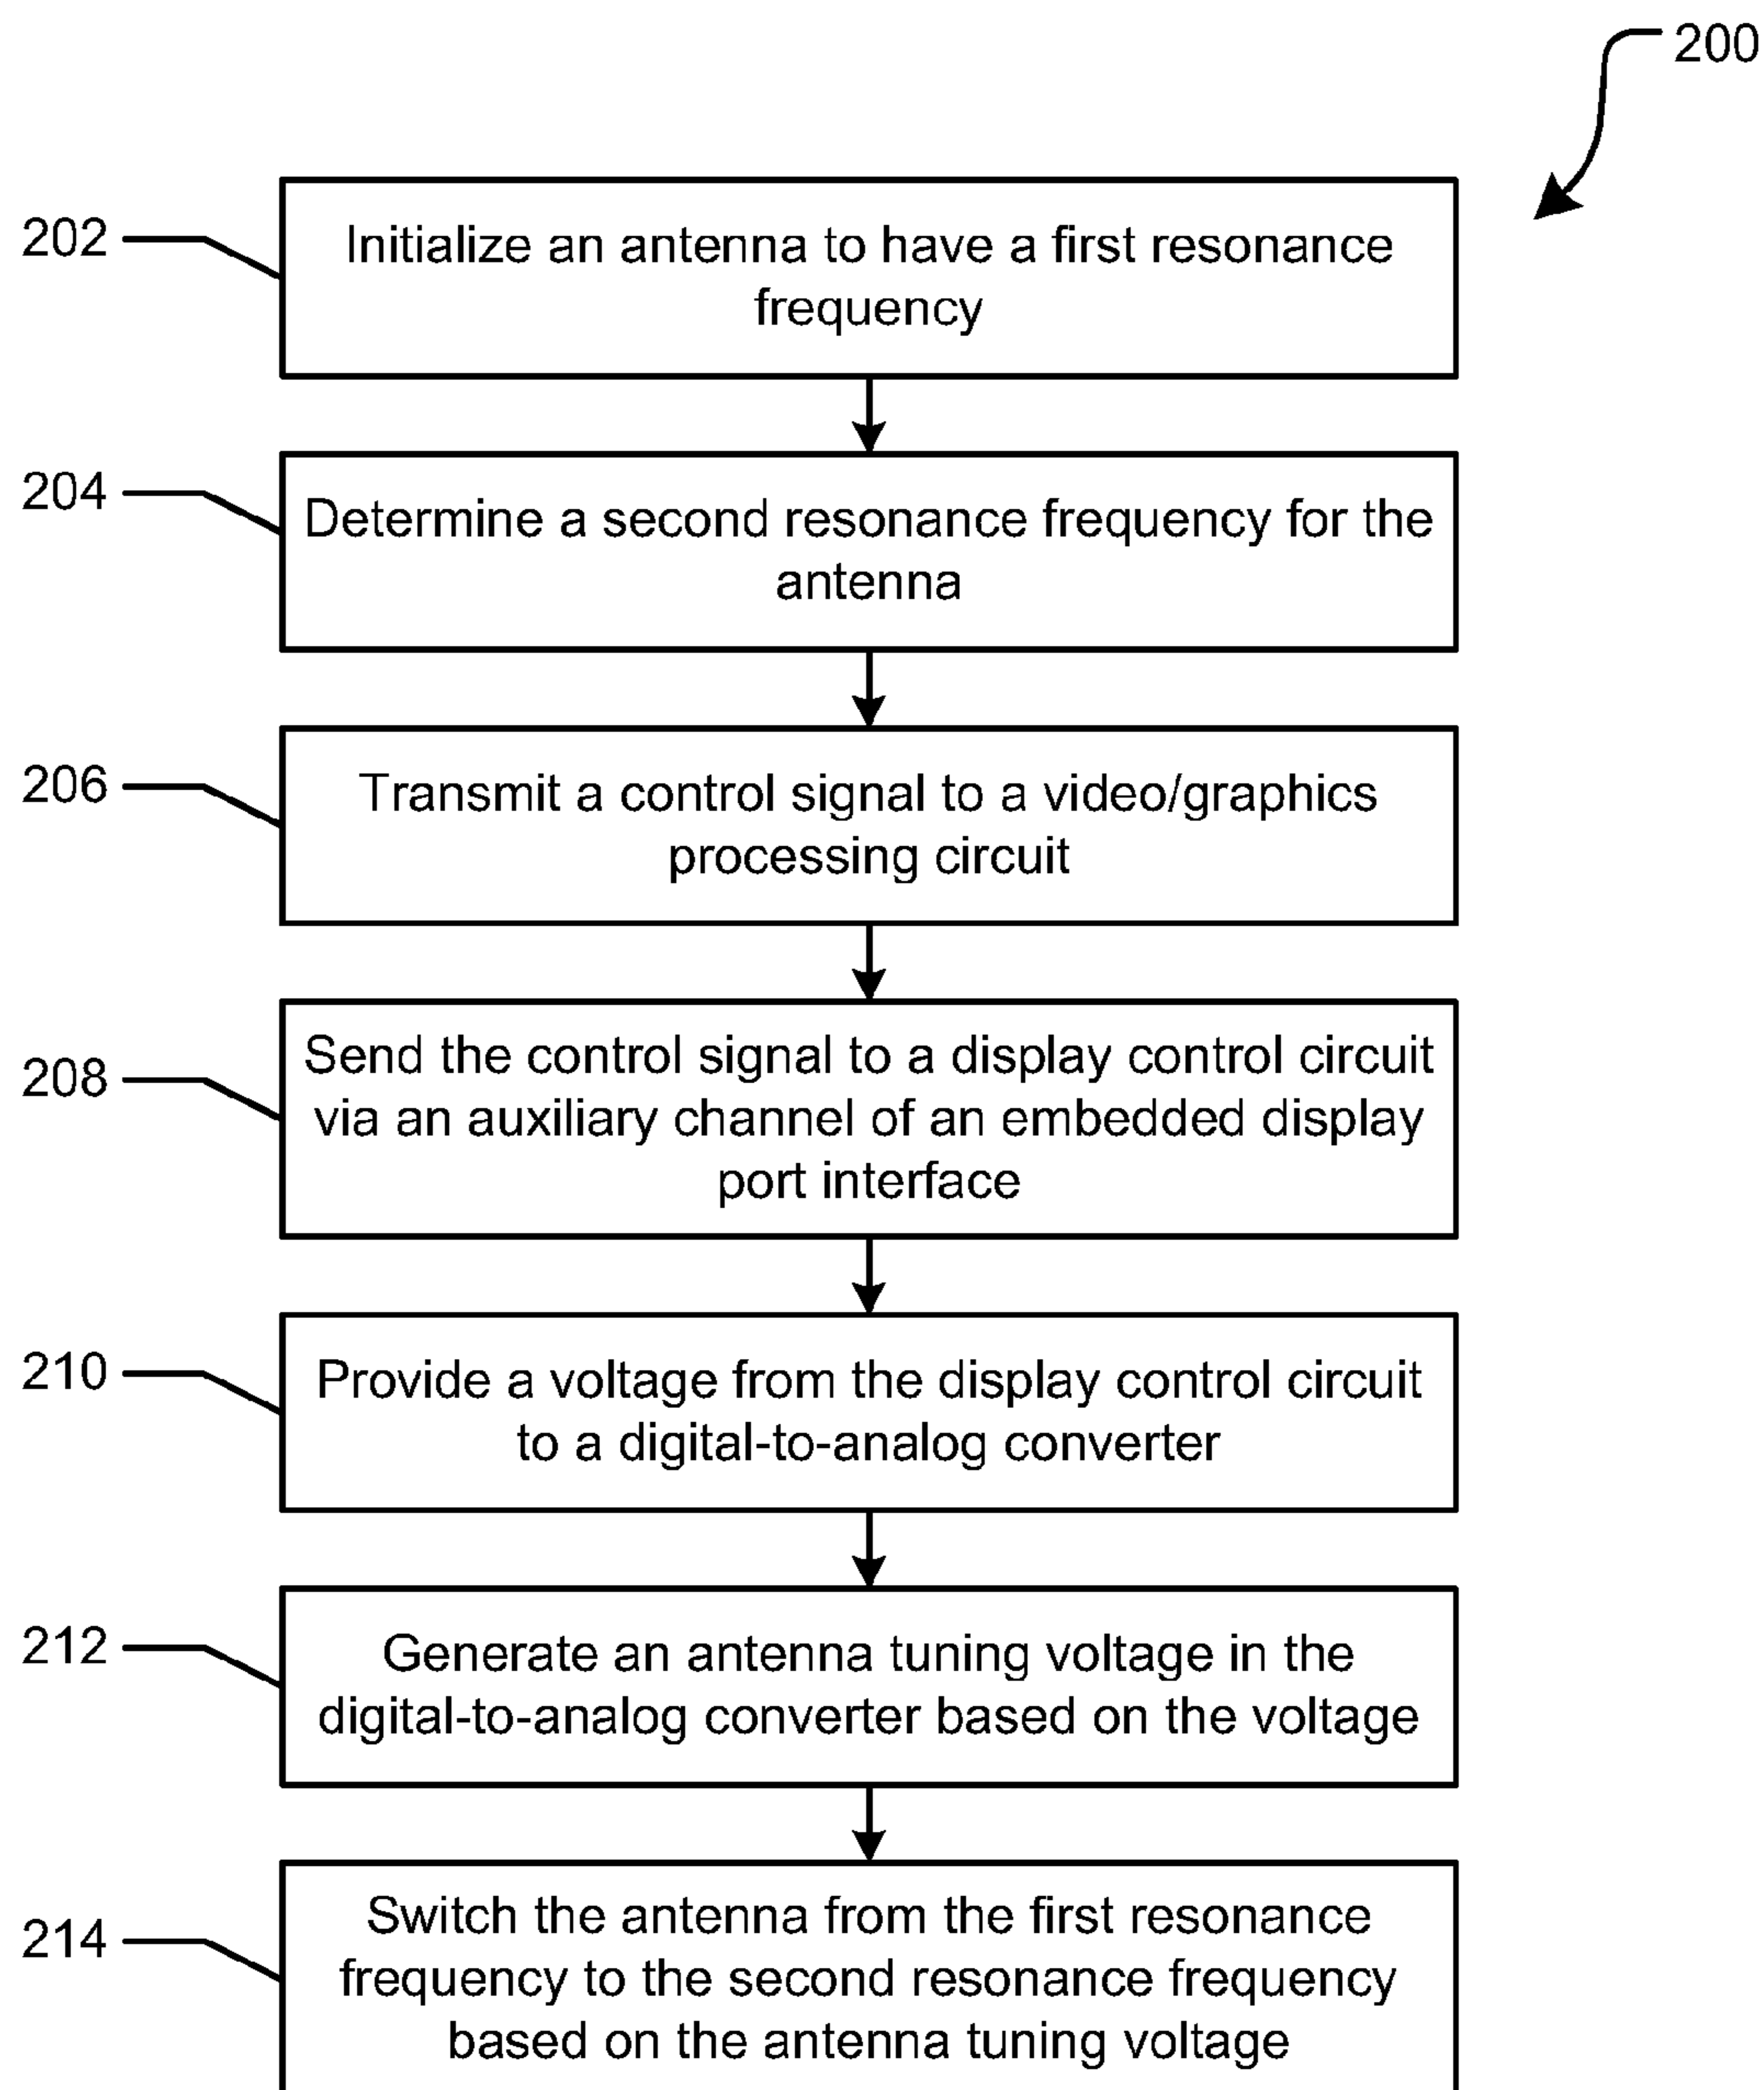 200
202
Initialize an antenna to have a first resonance
frequency
204
Determine a second resonance frequency for the
antenna
206
Transmit a control signal to a video/graphics
processing circuit
208
Send the control signal to a display control circuit
via an auxiliary channel of an embedded display
port interface
210
Provide a voltage from the display control circuit
to a digital-to-analog converter
212
Generate an antenna tuning voltage in the
digital-to-analog converter based on the voltage
214
Switch the antenna from the first resonance
frequency to the second resonance frequency
based on the antenna tuning voltage